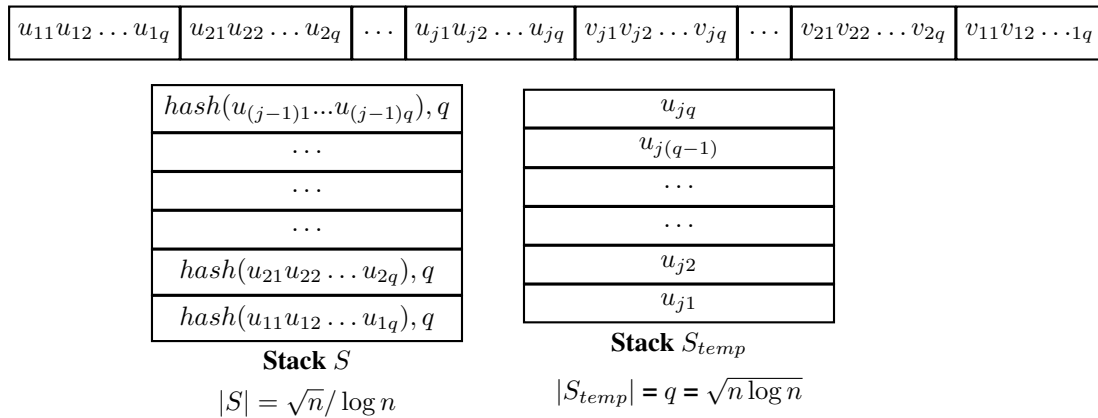 u_{11}u_{12} … u_{1q} u_{21}u_{22} … u_{2q} … u_{j1}u_{j2} … u_{jq} v_{j1}v_{j2} … v_{jq} … v_{21}v_{22} … v_{2q} v_{11}v_{12} …_{1q}
hash(u_{(j−1)1}...u_{(j−1)q}), q
…
…
…
hash(u_{21}u_{22} … u_{2q}), q
hash(u_{11}u_{12} … u_{1q}), q
Stack S
|S| = √n/ log n
u_{jq}
u_{j(q−1)}
…
…
u_{j2}
u_{j1}
Stack S_{temp}
|S_{temp}| = q = √(n log n)